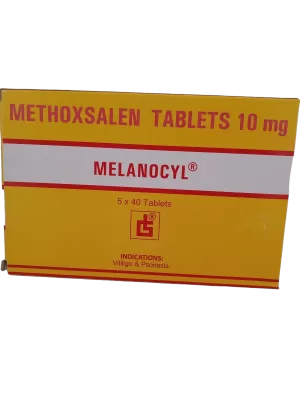 METHOXSALEN TABLETS 10 mg
MELANOCYL®
5 x 40 Tablets
®
INDICATIONS:
Vitiligo & Psoriasis